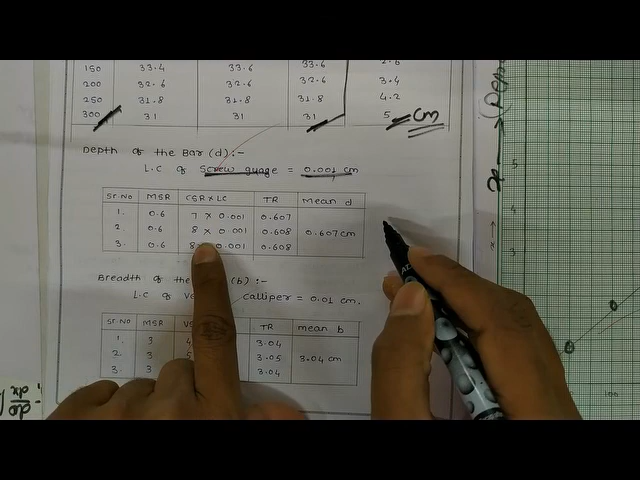 150 33.4 33.6 33.6 2.6
200 32.6 32.6 32.6 3.4
250 31.8 31.8 31.8 4.2
300 31 31 31 5 cm
Depth of the Bar (d):-
L.C of Screw guage = 0.001 cm
Sr.No MSR CSR x LC TR Mean d
1. 0.6 7 x 0.001 0.607
2. 0.6 8 x 0.001 0.608 0.607cm
3. 0.6 8 0.001 0.608
Breadth of the (b) :-
L.C of calliper = 0.01 cm.
Sr.No MSR TR mean b
1. 3 3.04
2. 3 3.05 3.04 cm
3. 3 3.04
5
4
3
100